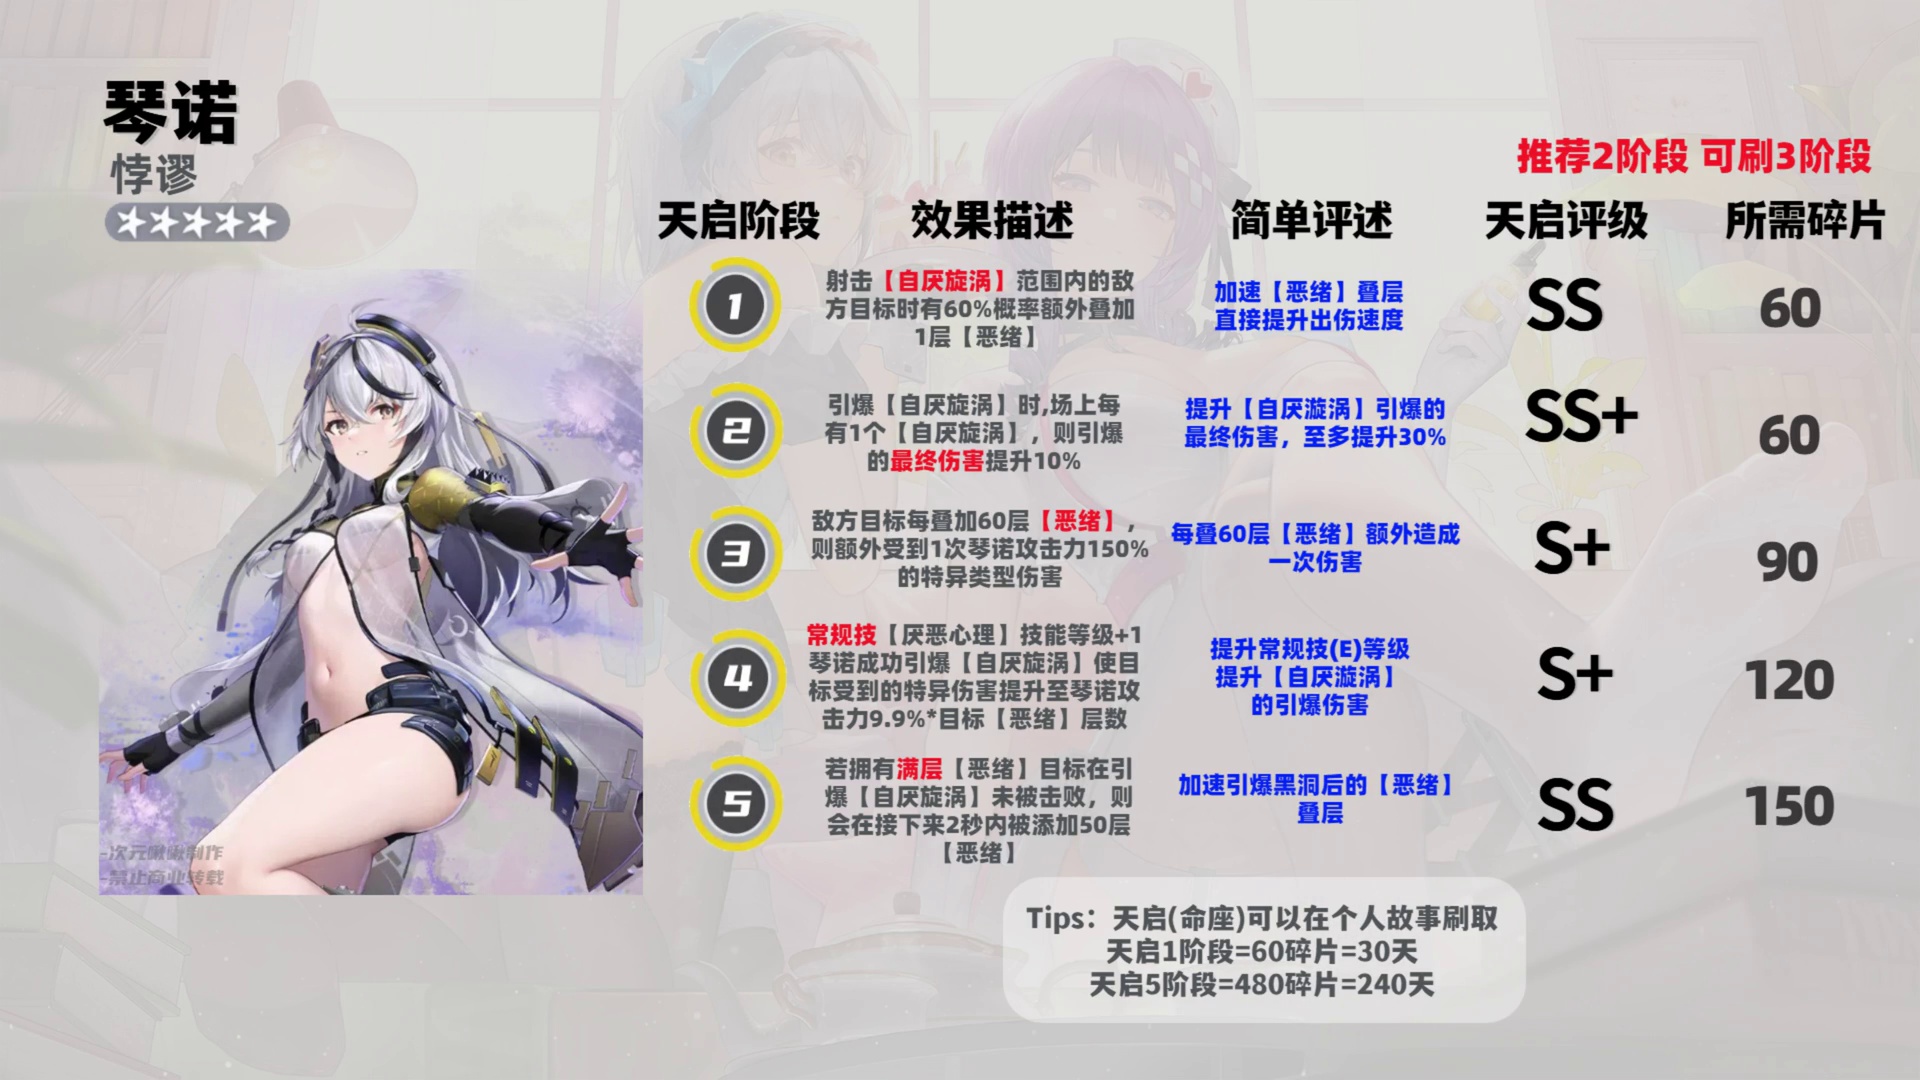 琴诺
悖谬
推荐2阶段 可刷3阶段
天启阶段 效果描述 简单评述 天启评级 所需碎片
1
射击【自厌旋涡】范围内的敌
方目标时有60%概率额外叠加
1层【恶绪】
加速【恶绪】叠层
直接提升出伤速度
SS
60
2
引爆【自厌旋涡】时,场上每
有1个【自厌旋涡】，则引爆
的最终伤害提升10%
提升【自厌漩涡】引爆的
最终伤害，至多提升30%
SS+
60
3
敌方目标每叠加60层【恶绪】，
则额外受到1次琴诺攻击力150%
的特异类型伤害
每叠60层【恶绪】额外造成
一次伤害
S+
90
4
常规技【厌恶心理】技能等级+1
琴诺成功引爆【自厌旋涡】使目
标受到的特异伤害提升至琴诺攻
击力9.9%*目标【恶绪】层数
提升常规技(E)等级
提升【自厌漩涡】
的引爆伤害
S+
120
5
若拥有满层【恶绪】目标在引
爆【自厌旋涡】未被击败，则
会在接下来2秒内被添加50层
【恶绪】
加速引爆黑洞后的【恶绪】
叠层
SS
150
-次元啾啾制作
-禁止商业转载
Tips：天启(命座)可以在个人故事刷取
天启1阶段=60碎片=30天
天启5阶段=480碎片=240天